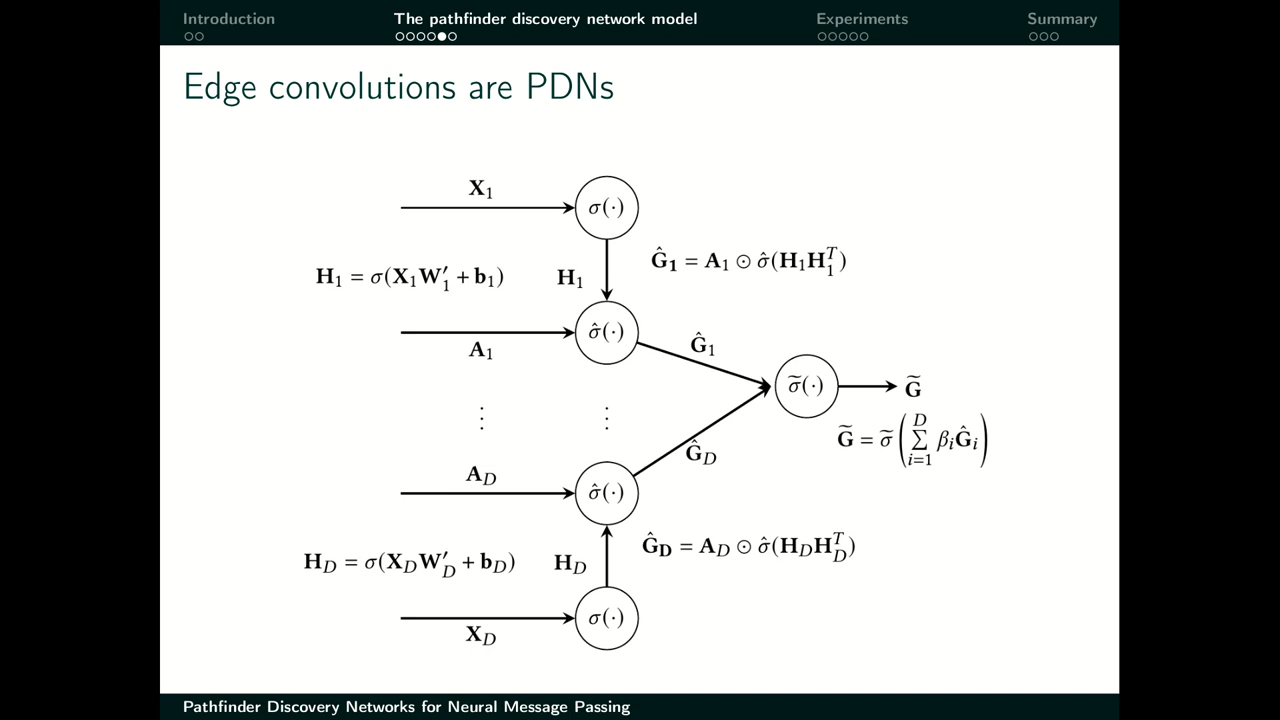 Introduction The pathfinder discovery network model Experiments Summary
Edge convolutions are PDNs
X₁
σ(·)
Ĝ₁ = A₁ ⊙ σ̂(H₁H₁ᵀ)
H₁ = σ(X₁W′₁ + b₁) H₁
σ̂(·)
A₁
Ĝ₁
σ̃(·)
G̃
⋮ ⋮
G̃ = σ̃(∑ᵢ₌₁ᴰ βᵢĜᵢ)
Ĝ_D
A_D
σ̂(·)
Ĝ_D = A_D ⊙ σ̂(H_DH_Dᵀ)
H_D = σ(X_DW′_D + b_D) H_D
σ(·)
X_D
Pathfinder Discovery Networks for Neural Message Passing